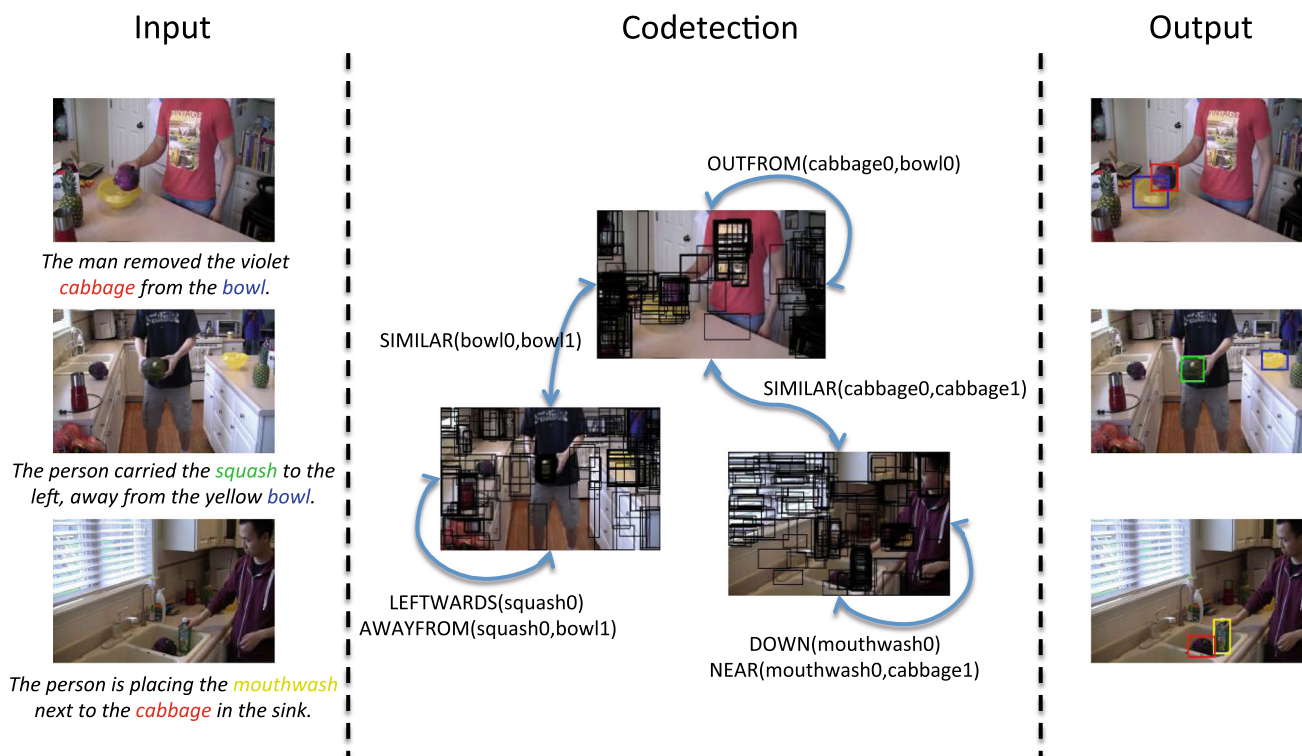 Input
Codetection
Output
The man removed the violet
cabbage from the bowl.
The person carried the squash to the
left, away from the yellow bowl.
The person is placing the mouthwash
next to the cabbage in the sink.
OUTFROM(cabbage0,bowl0)
SIMILAR(bowl0,bowl1)
SIMILAR(cabbage0,cabbage1)
LEFTWARDS(squash0)
AWAYFROM(squash0,bowl1)
DOWN(mouthwash0)
NEAR(mouthwash0,cabbage1)